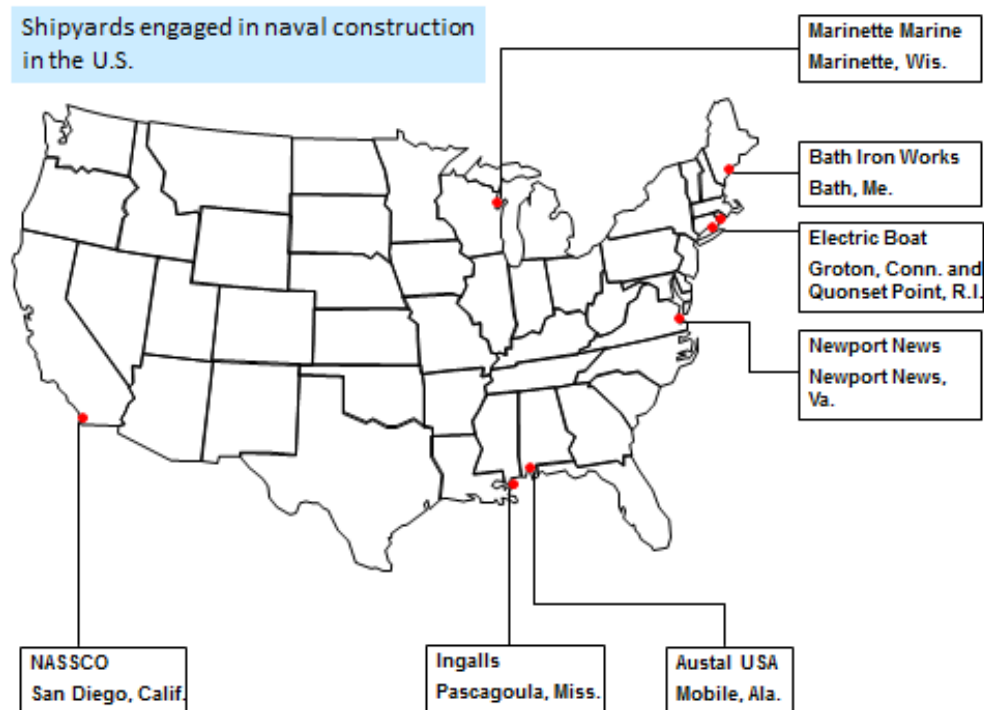 Shipyards engaged in naval construction
in the U.S.
Marinette Marine
Marinette, Wis.
Bath Iron Works
Bath, Me.
Electric Boat
Groton, Conn. and
Quonset Point, R.I.
Newport News
Newport News,
Va.
NASSCO
San Diego, Calif.
Ingalls
Pascagoula, Miss.
Austal USA
Mobile, Ala.